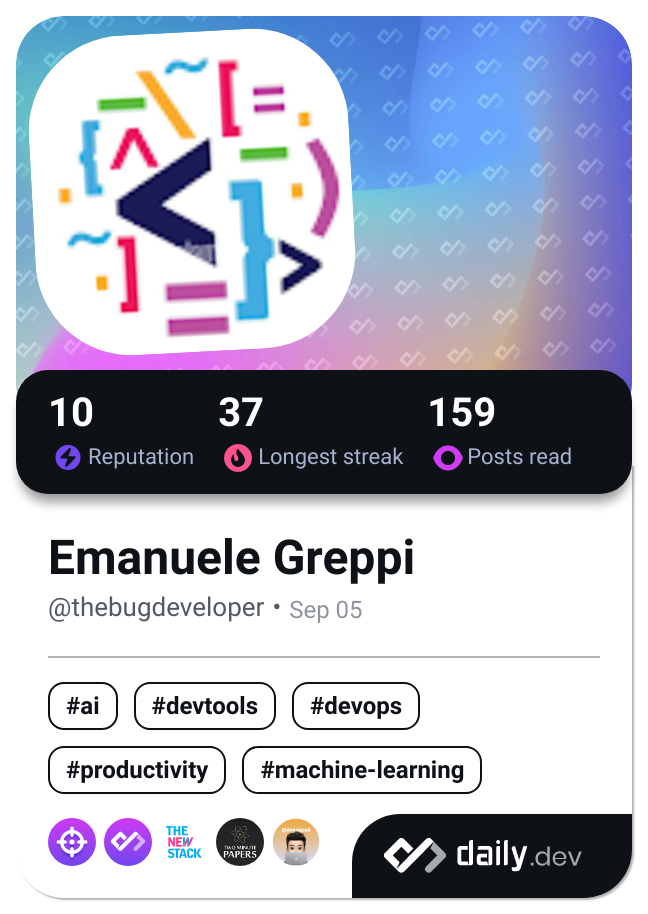 10 37 159
Reputation Longest streak Posts read
Emanuele Greppi
@thebugdeveloper • Sep 05
#ai #devtools #devops
#productivity #machine-learning
THE
NEW
STACK
TWO MINUTE
PAPERS
daily.dev